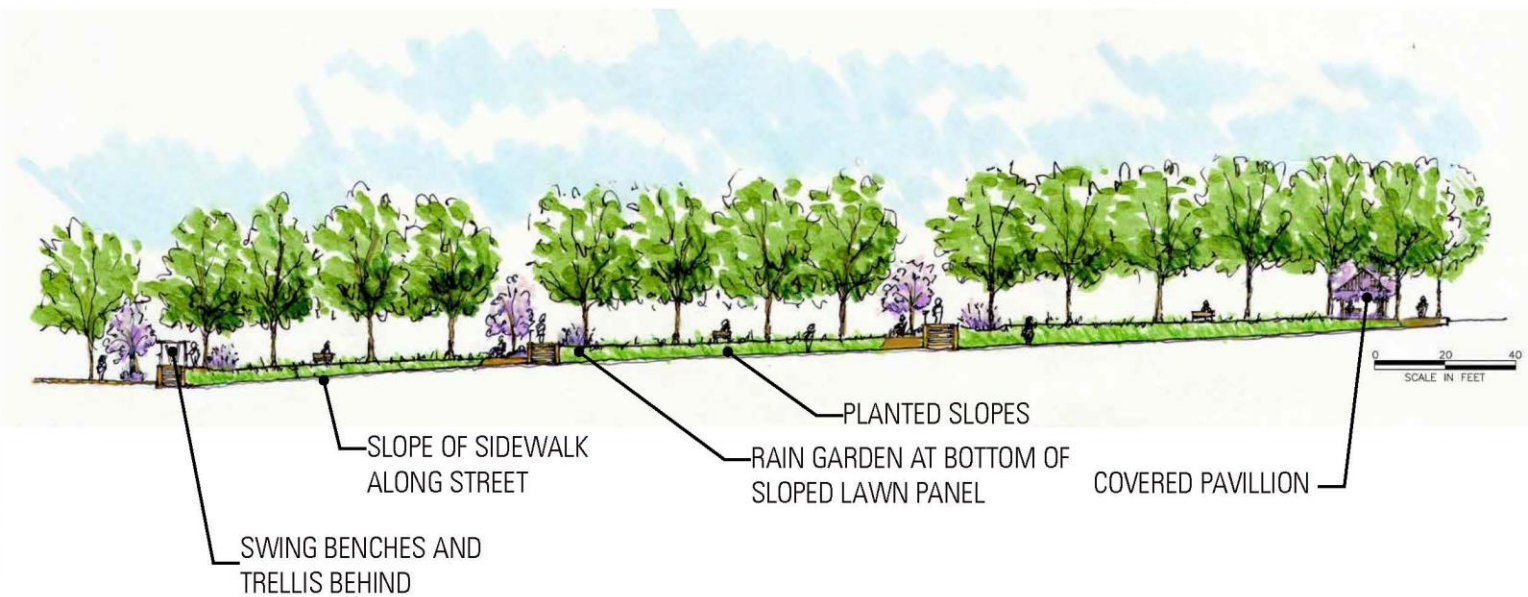 0 20 40
SCALE IN FEET
PLANTED SLOPES
SLOPE OF SIDEWALK
ALONG STREET
RAIN GARDEN AT BOTTOM OF
SLOPED LAWN PANEL
COVERED PAVILLION
SWING BENCHES AND
TRELLIS BEHIND